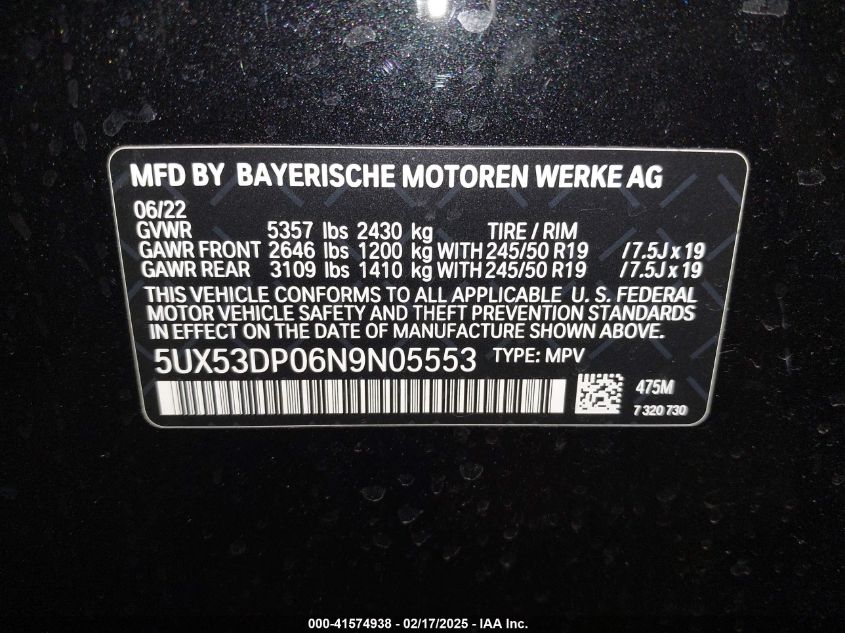 MFD BY BAYERISCHE MOTOREN WERKE AG
06/22
GVWR 5357 lbs 2430 kg TIRE / RIM
GAWR FRONT 2646 lbs 1200 kg WITH 245/50 R19 / 7.5J x 19
GAWR REAR 3109 lbs 1410 kg WITH 245/50 R19 / 7.5J x 19
THIS VEHICLE CONFORMS TO ALL APPLICABLE U. S. FEDERAL
MOTOR VEHICLE SAFETY AND THEFT PREVENTION STANDARDS
IN EFFECT ON THE DATE OF MANUFACTURE SHOWN ABOVE.
5UX53DP06N9N05553 TYPE: MPV
475M
7 320 730
000-41574938 - 02/17/2025 - IAA Inc.